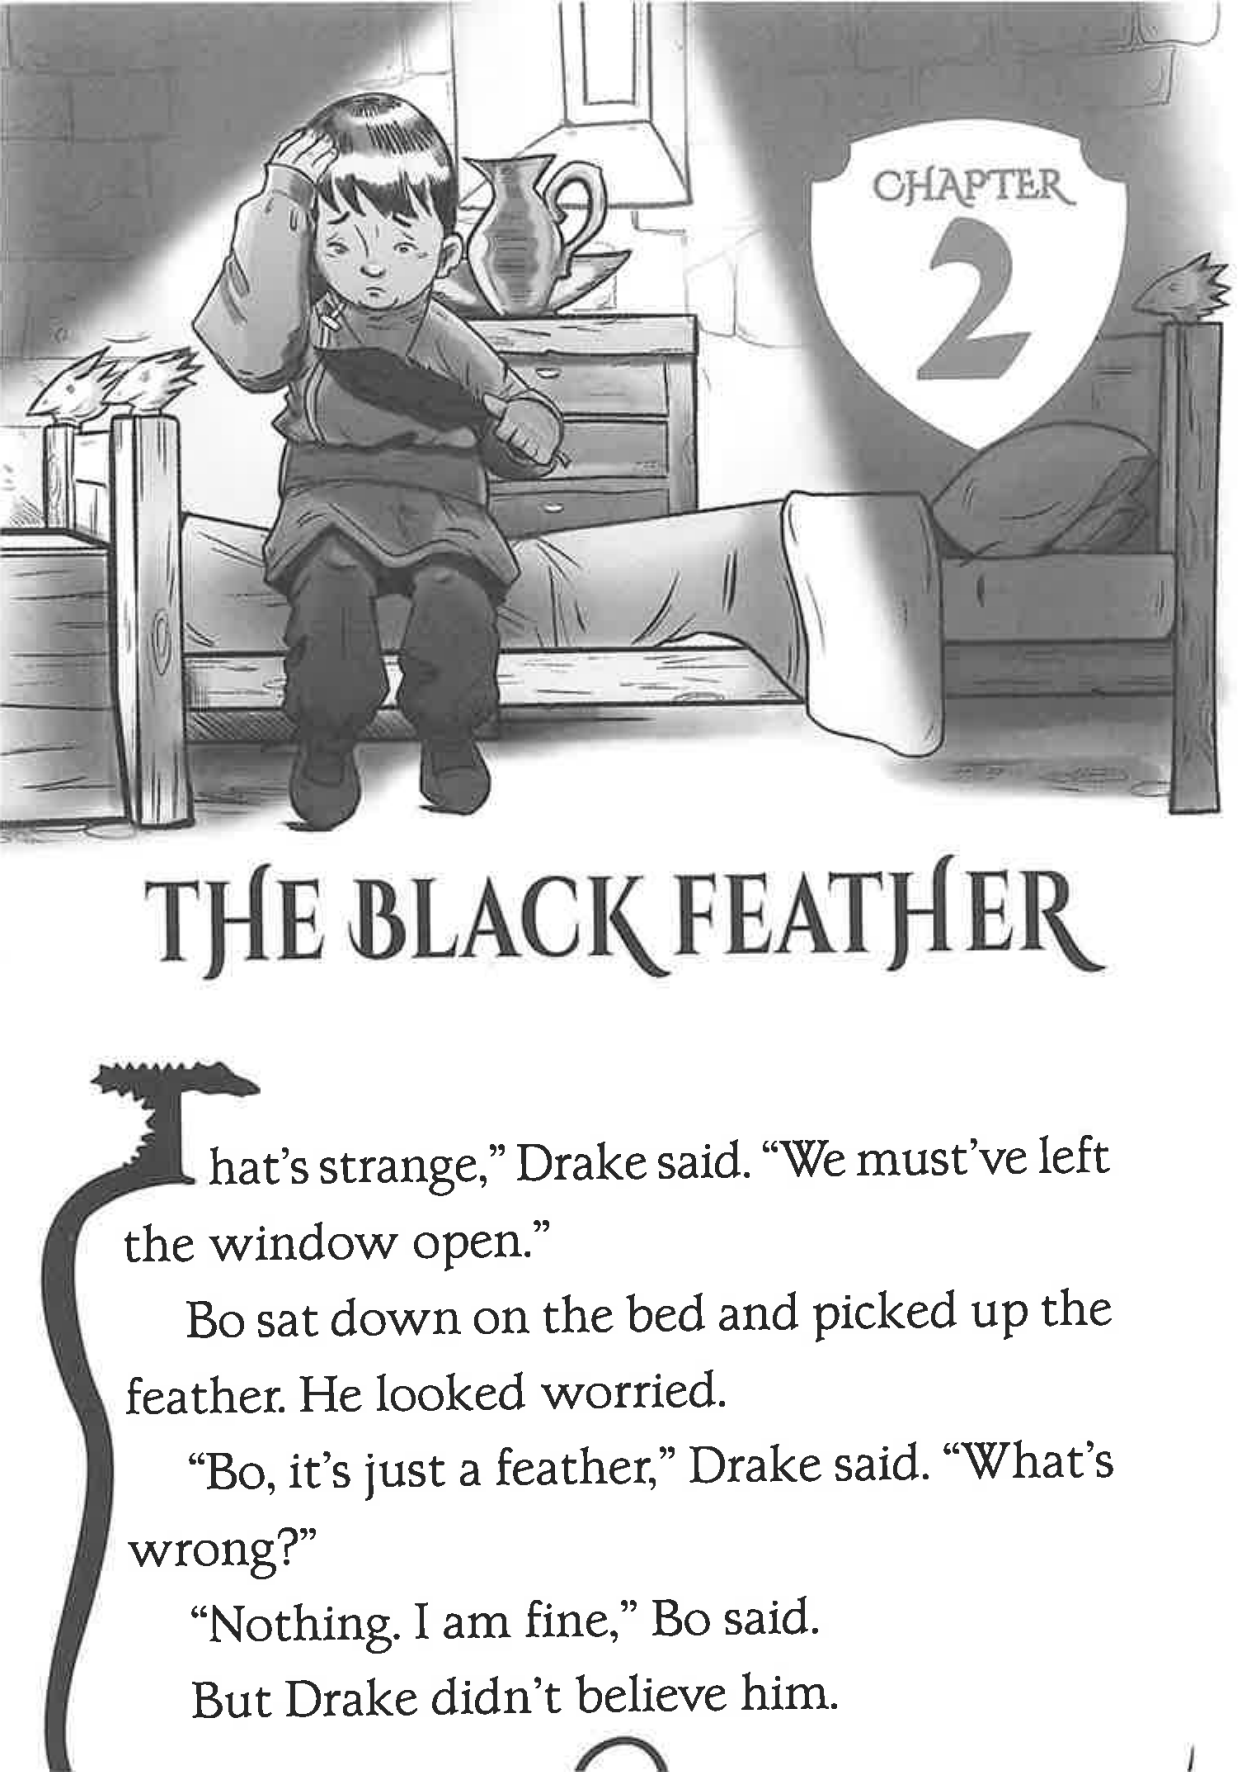 CHAPTER
2
THE BLACK FEATHER
That's strange,” Drake said. “We must've left
the window open.”
Bo sat down on the bed and picked up the
feather. He looked worried.
“Bo, it's just a feather,” Drake said. “What's
wrong?”
“Nothing. I am fine,” Bo said.
But Drake didn't believe him.